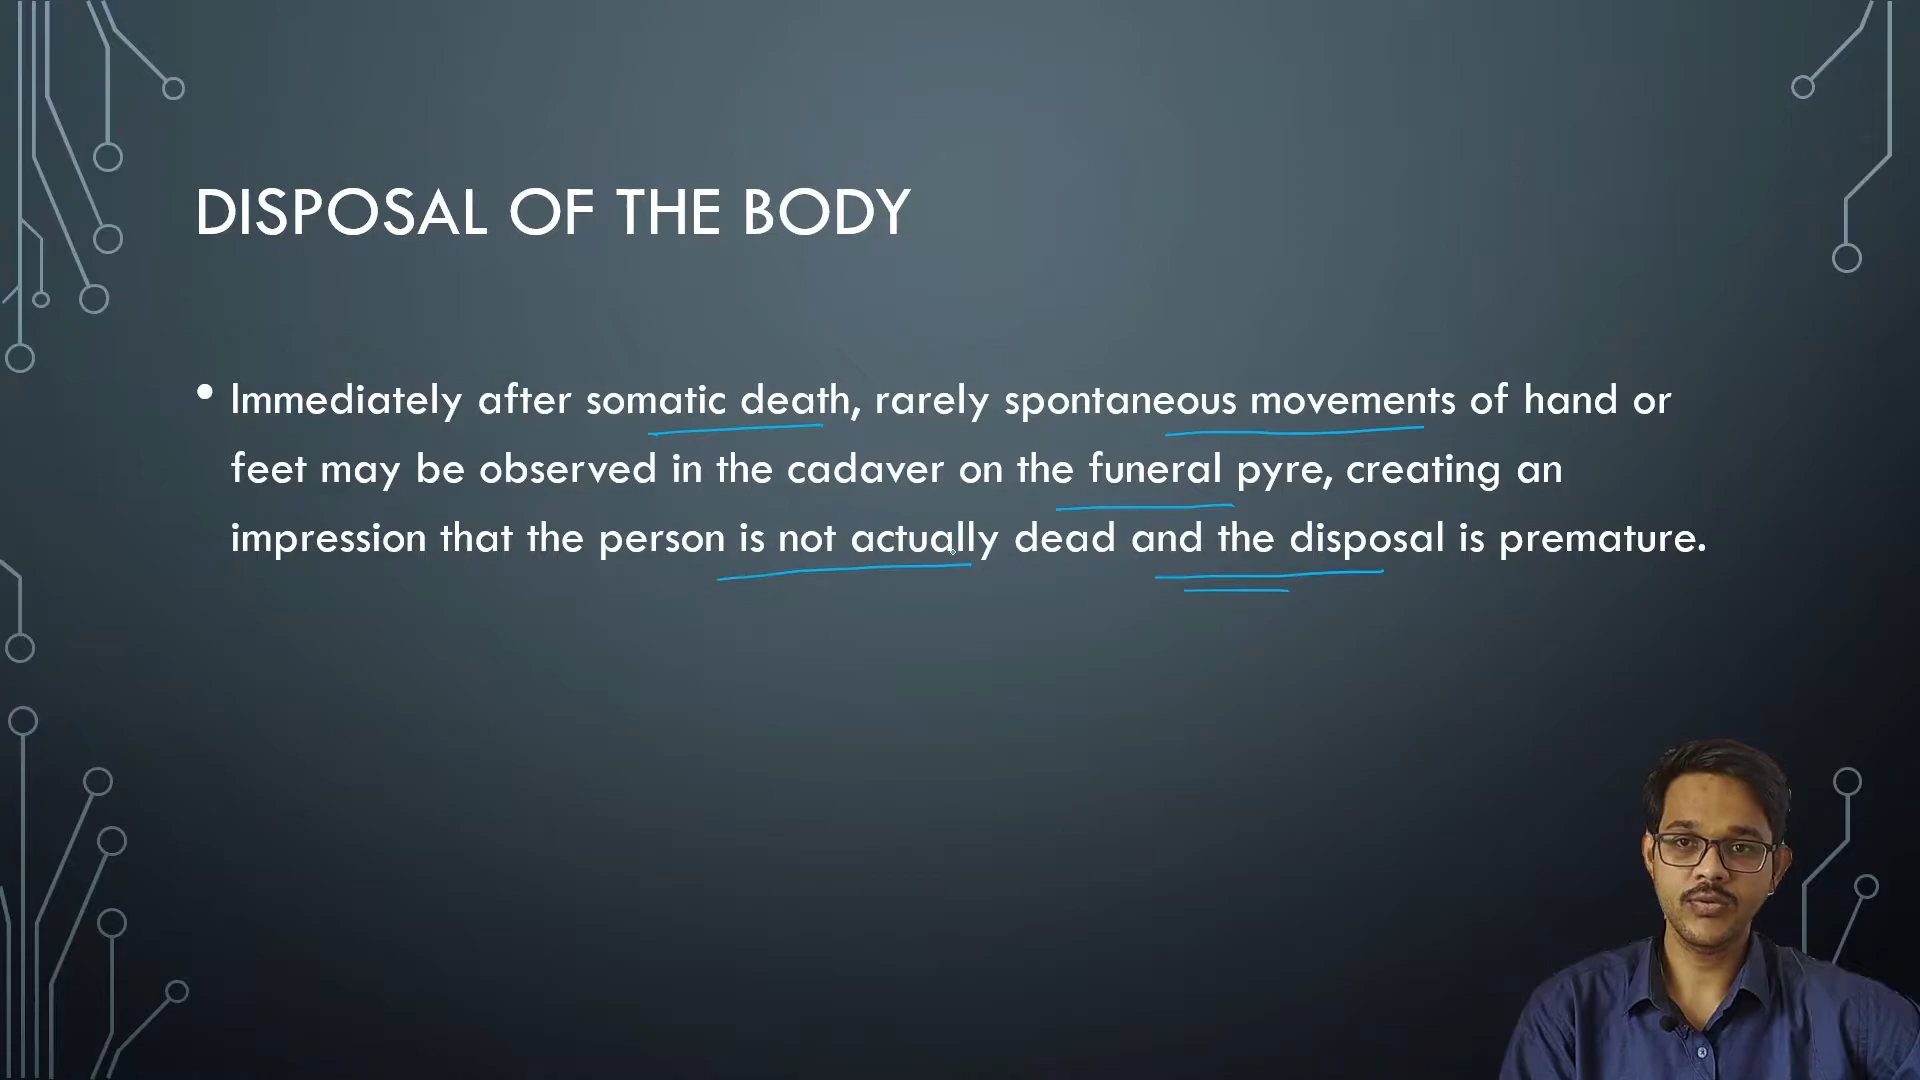 DISPOSAL OF THE BODY
• Immediately after somatic death, rarely spontaneous movements of hand or
feet may be observed in the cadaver on the funeral pyre, creating an
impression that the person is not actually dead and the disposal is premature.